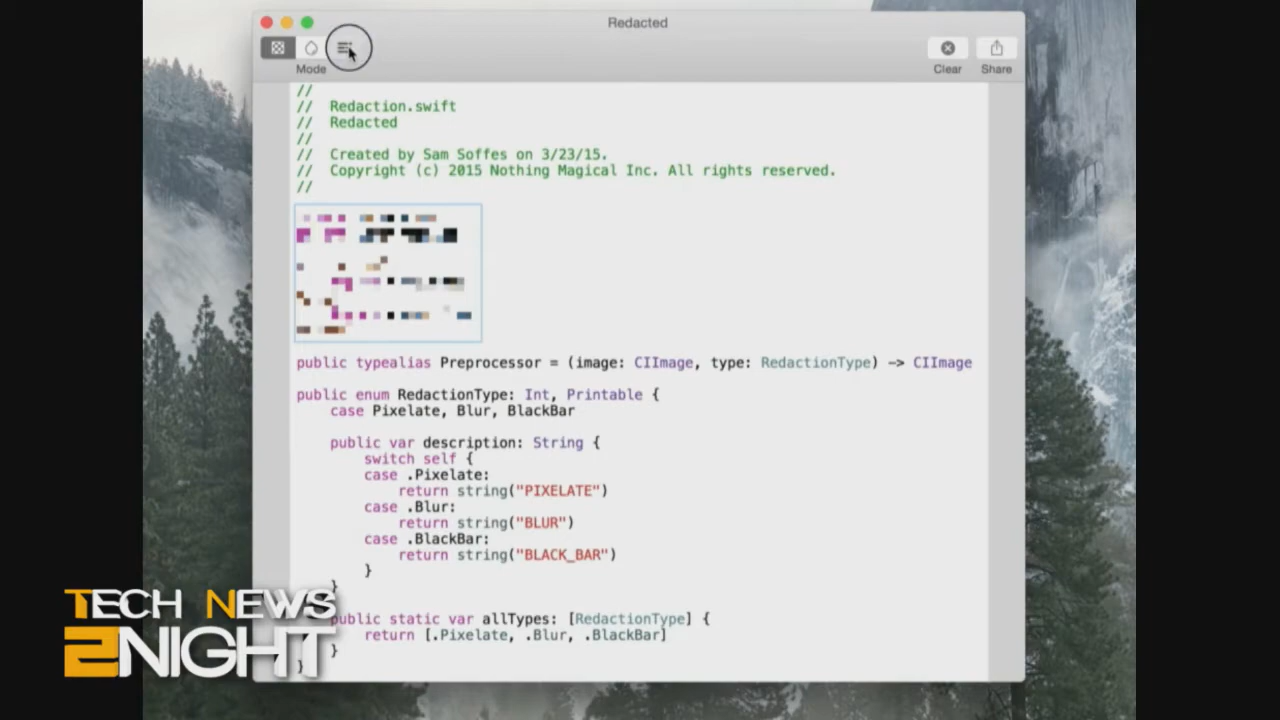 Redacted
Mode
Clear
Share
//
// Redaction.swift
// Redacted
//
// Created by Sam Soffes on 3/23/15.
// Copyright (c) 2015 Nothing Magical Inc. All rights reserved.
//
public typealias Preprocessor = (image: CIImage, type: RedactionType) -> CIImage
public enum RedactionType: Int, Printable {
case Pixelate, Blur, BlackBar
public var description: String {
switch self {
case .Pixelate:
return string("PIXELATE")
case .Blur:
return string("BLUR")
case .BlackBar:
return string("BLACK_BAR")
}
}
public static var allTypes: [RedactionType] {
return [.Pixelate, .Blur, .BlackBar]
}
}
TECH NEWS
2NIGHT